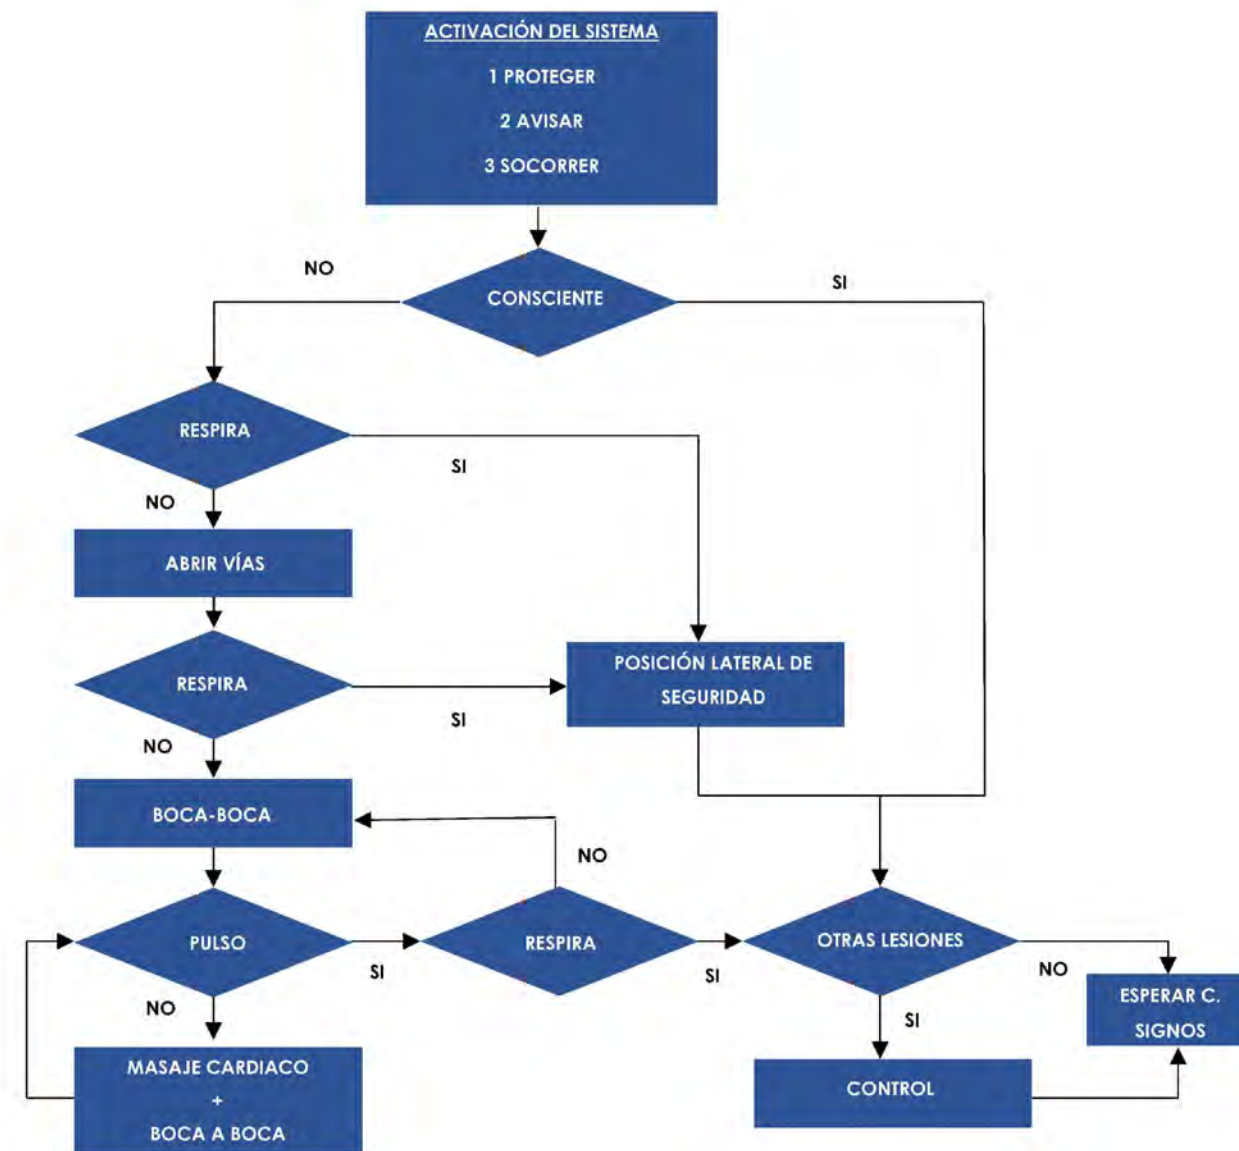 ACTIVACIÓN DEL SISTEMA
1 PROTEGER
2 AVISAR
3 SOCORRER
NO
SI
CONSCIENTE
RESPIRA
SI
NO
ABRIR VÍAS
RESPIRA
POSICIÓN LATERAL DE
SEGURIDAD
SI
NO
BOCA-BOCA
NO
PULSO
SI
RESPIRA
SI
OTRAS LESIONES
NO
NO
SI
ESPERAR C.
SIGNOS
MASAJE CARDIACO
+
BOCA A BOCA
CONTROL